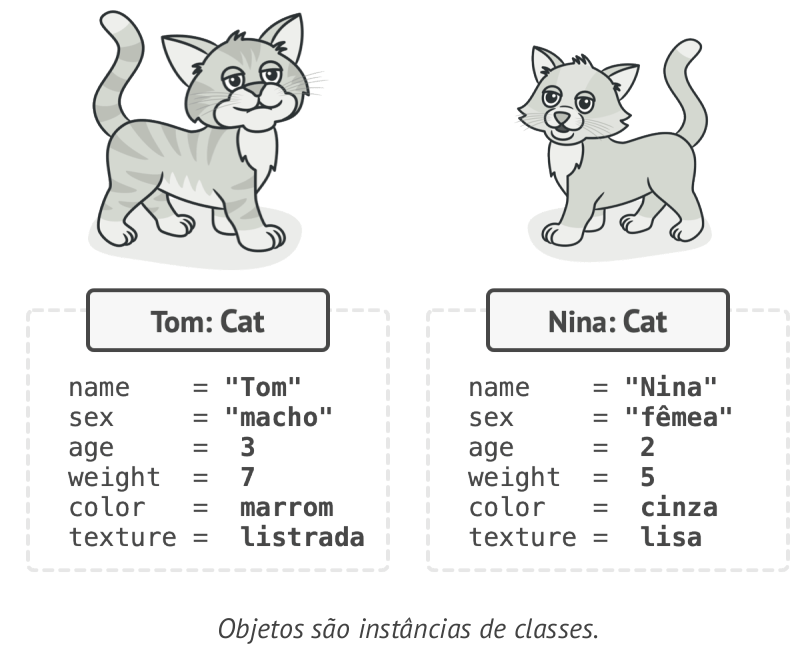 Tom: Cat
name = "Tom"
sex = "macho"
age = 3
weight = 7
color = marrom
texture = listrada
Nina: Cat
name = "Nina"
sex = "fêmea"
age = 2
weight = 5
color = cinza
texture = lisa
Objetos são instâncias de classes.